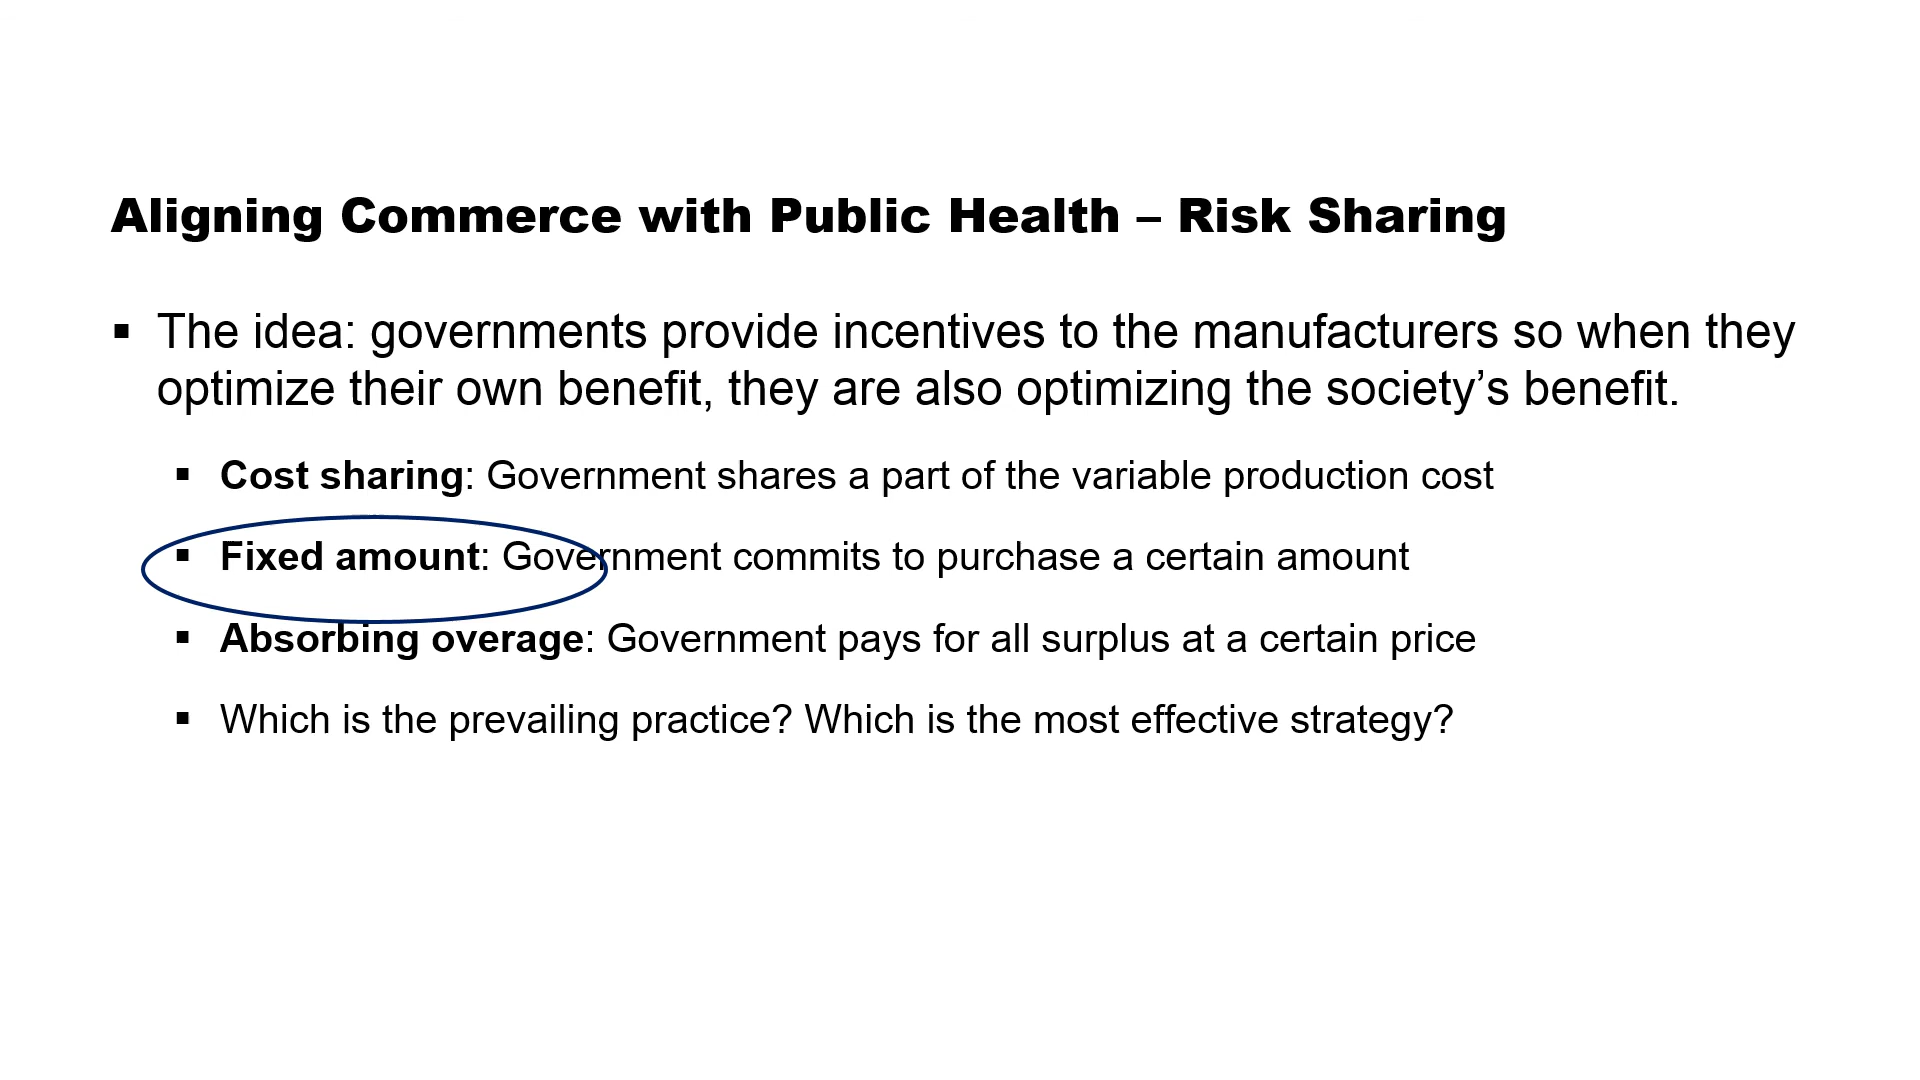 Aligning Commerce with Public Health – Risk Sharing
▪ The idea: governments provide incentives to the manufacturers so when they
optimize their own benefit, they are also optimizing the society’s benefit.
▪ Cost sharing: Government shares a part of the variable production cost
▪ Fixed amount: Government commits to purchase a certain amount
▪ Absorbing overage: Government pays for all surplus at a certain price
▪ Which is the prevailing practice? Which is the most effective strategy?